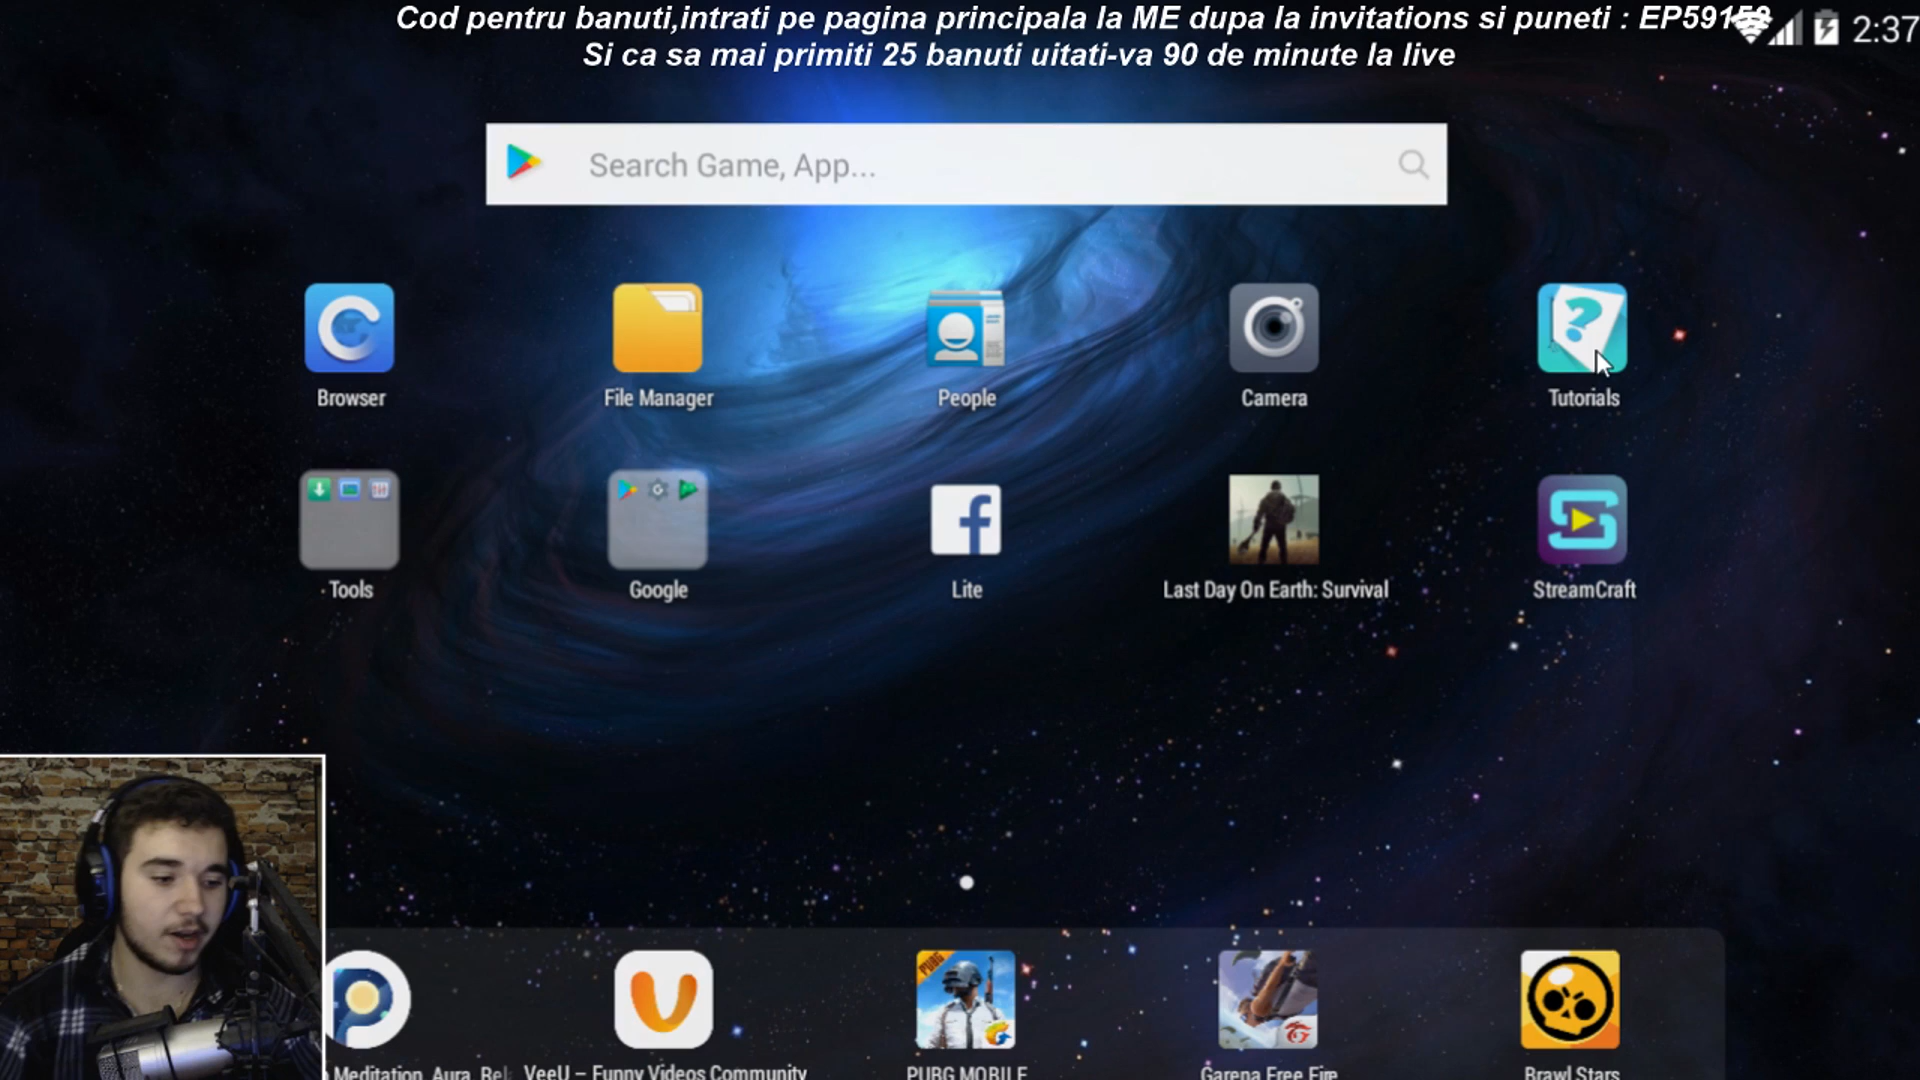 Cod pentru banuti,intrati pe pagina principala la ME dupa la invitations si puneti :
2:37
Si ca sa mai primiti 25 banuti uitati-va 90 de minute la live
Search Game, App...
Browser
File Manager
People
Camera
Tutorials
Tools
Google
Lite
Last Day On Earth: Survival
StreamCraft
Meditation, Aura,
VeeU – Funny Videos Community
PUBG MOBILE
Garena Free Fire
Brawl Stars
PUBG